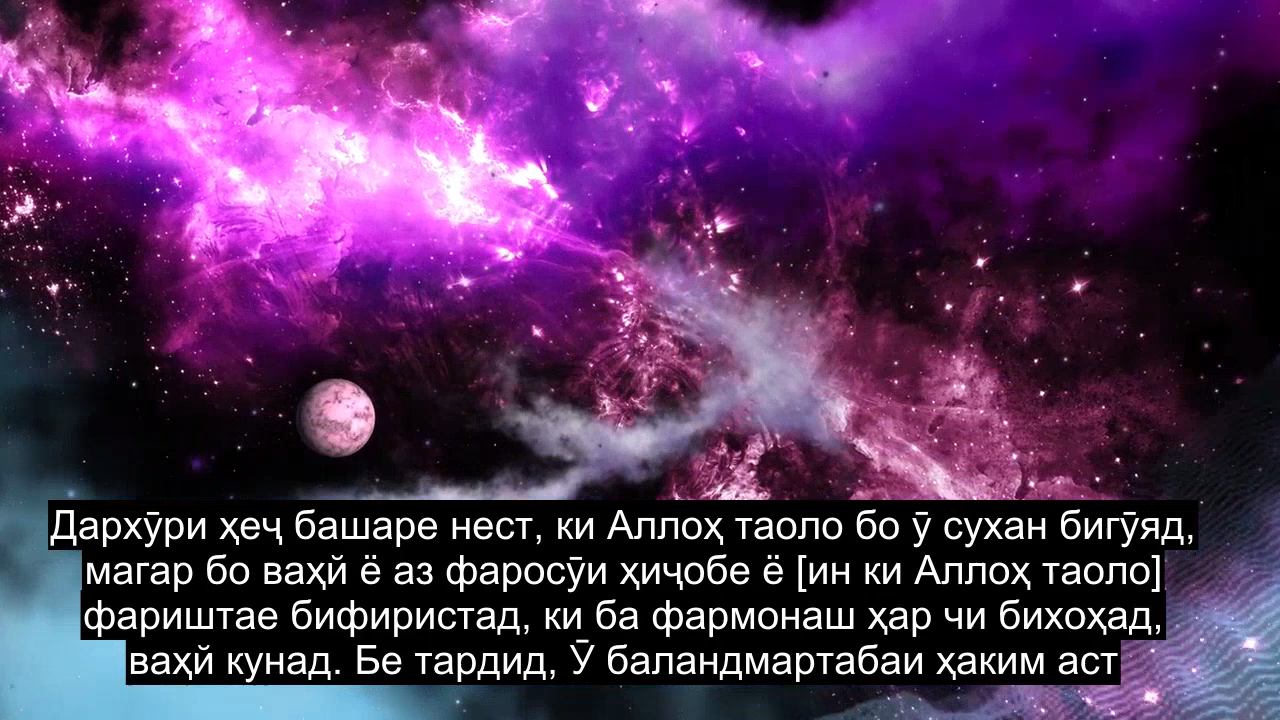 Дархӯри ҳеҷ башаре нест, ки Аллоҳ таоло бо ӯ сухан бигӯяд,
магар бо ваҳй ё аз фаросӯи ҳиҷобе ё [ин ки Аллоҳ таоло]
фариштае бифиристад, ки ба фармонаш ҳар чи бихоҳад,
ваҳй кунад. Бе тардид, Ӯ баландмартабаи ҳаким аст